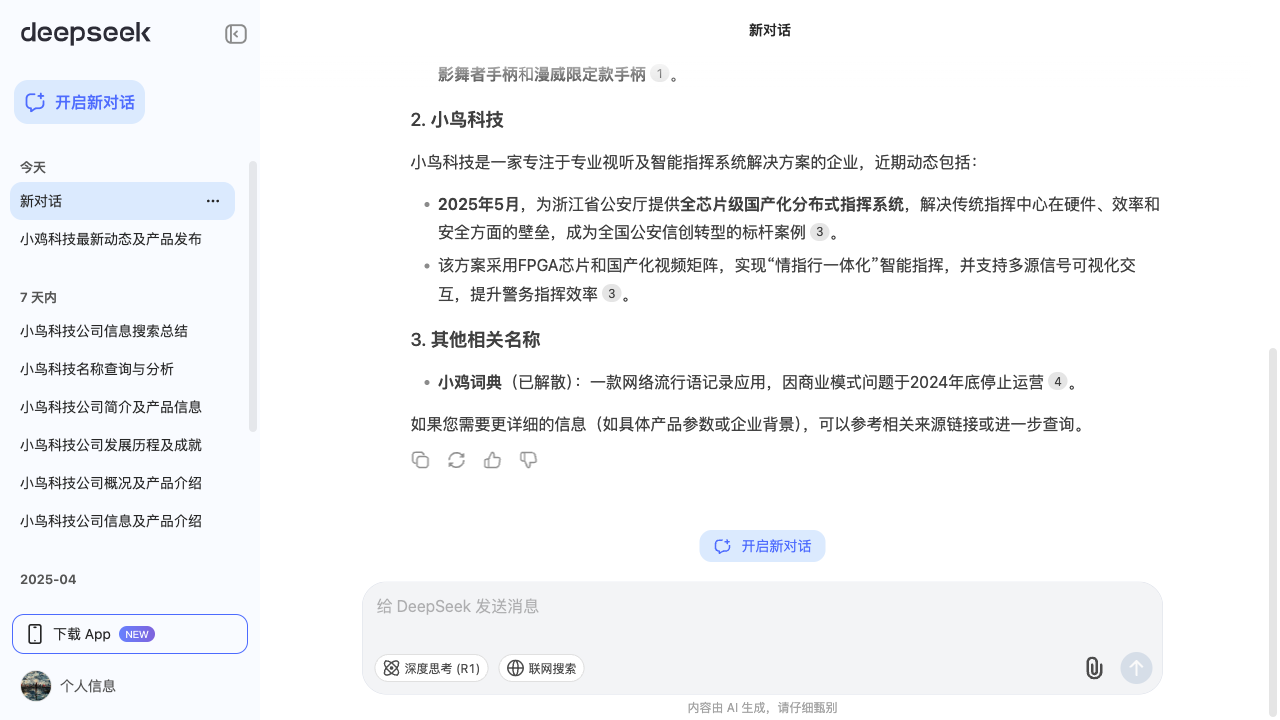 deepseek
开启新对话
今天
新对话
小鸡科技最新动态及产品发布
7 天内
小鸟科技公司信息搜索总结
小鸟科技名称查询与分析
小鸟科技公司简介及产品信息
小鸟科技公司发展历程及成就
小鸟科技公司概况及产品介绍
小鸟科技公司信息及产品介绍
2025-04
下载 App NEW
个人信息
新对话
影舞者手柄和漫威限定款手柄 1 。
2. 小鸟科技
小鸟科技是一家专注于专业视听及智能指挥系统解决方案的企业，近期动态包括：
• 2025年5月，为浙江省公安厅提供全芯片级国产化分布式指挥系统，解决传统指挥中心在硬件、效率和
安全方面的壁垒，成为全国公安信创转型的标杆案例 3 。
• 该方案采用FPGA芯片和国产化视频矩阵，实现“情指行一体化”智能指挥，并支持多源信号可视化交
互，提升警务指挥效率 3 。
3. 其他相关名称
• 小鸡词典（已解散）：一款网络流行语记录应用，因商业模式问题于2024年底停止运营 4 。
如果您需要更详细的信息（如具体产品参数或企业背景），可以参考相关来源链接或进一步查询。
开启新对话
给 DeepSeek 发送消息
深度思考 (R1)
联网搜索
内容由 AI 生成，请仔细甄别